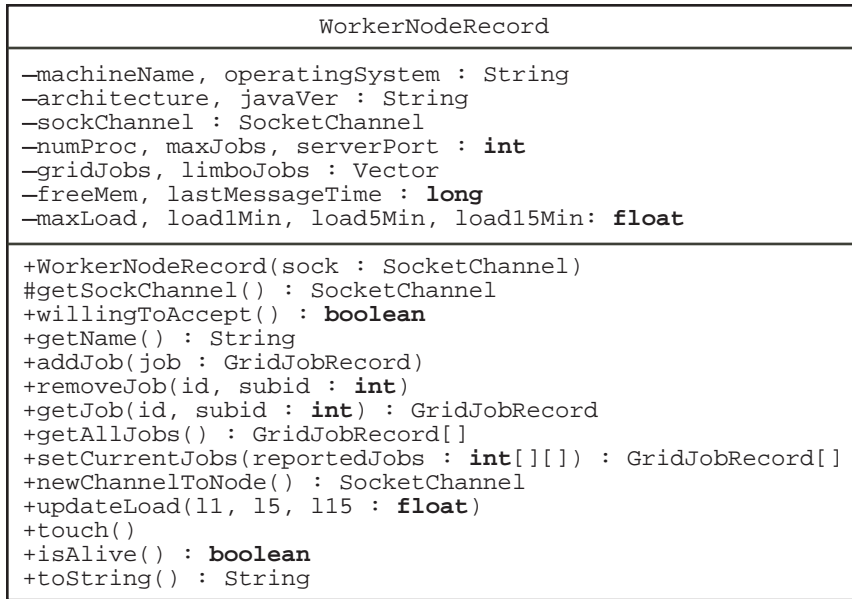 WorkerNodeRecord
–machineName, operatingSystem : String
–architecture, javaVer : String
–sockChannel : SocketChannel
–numProc, maxJobs, serverPort : int
–gridJobs, limboJobs : Vector
–freeMem, lastMessageTime : long
–maxLoad, load1Min, load5Min, load15Min: float
+WorkerNodeRecord(sock : SocketChannel)
#getSockChannel() : SocketChannel
+willingToAccept() : boolean
+getName() : String
+addJob(job : GridJobRecord)
+removeJob(id, subid : int)
+getJob(id, subid : int) : GridJobRecord
+getAllJobs() : GridJobRecord[]
+setCurrentJobs(reportedJobs : int[][]) : GridJobRecord[]
+newChannelToNode() : SocketChannel
+updateLoad(l1, l5, l15 : float)
+touch()
+isAlive() : boolean
+toString() : String